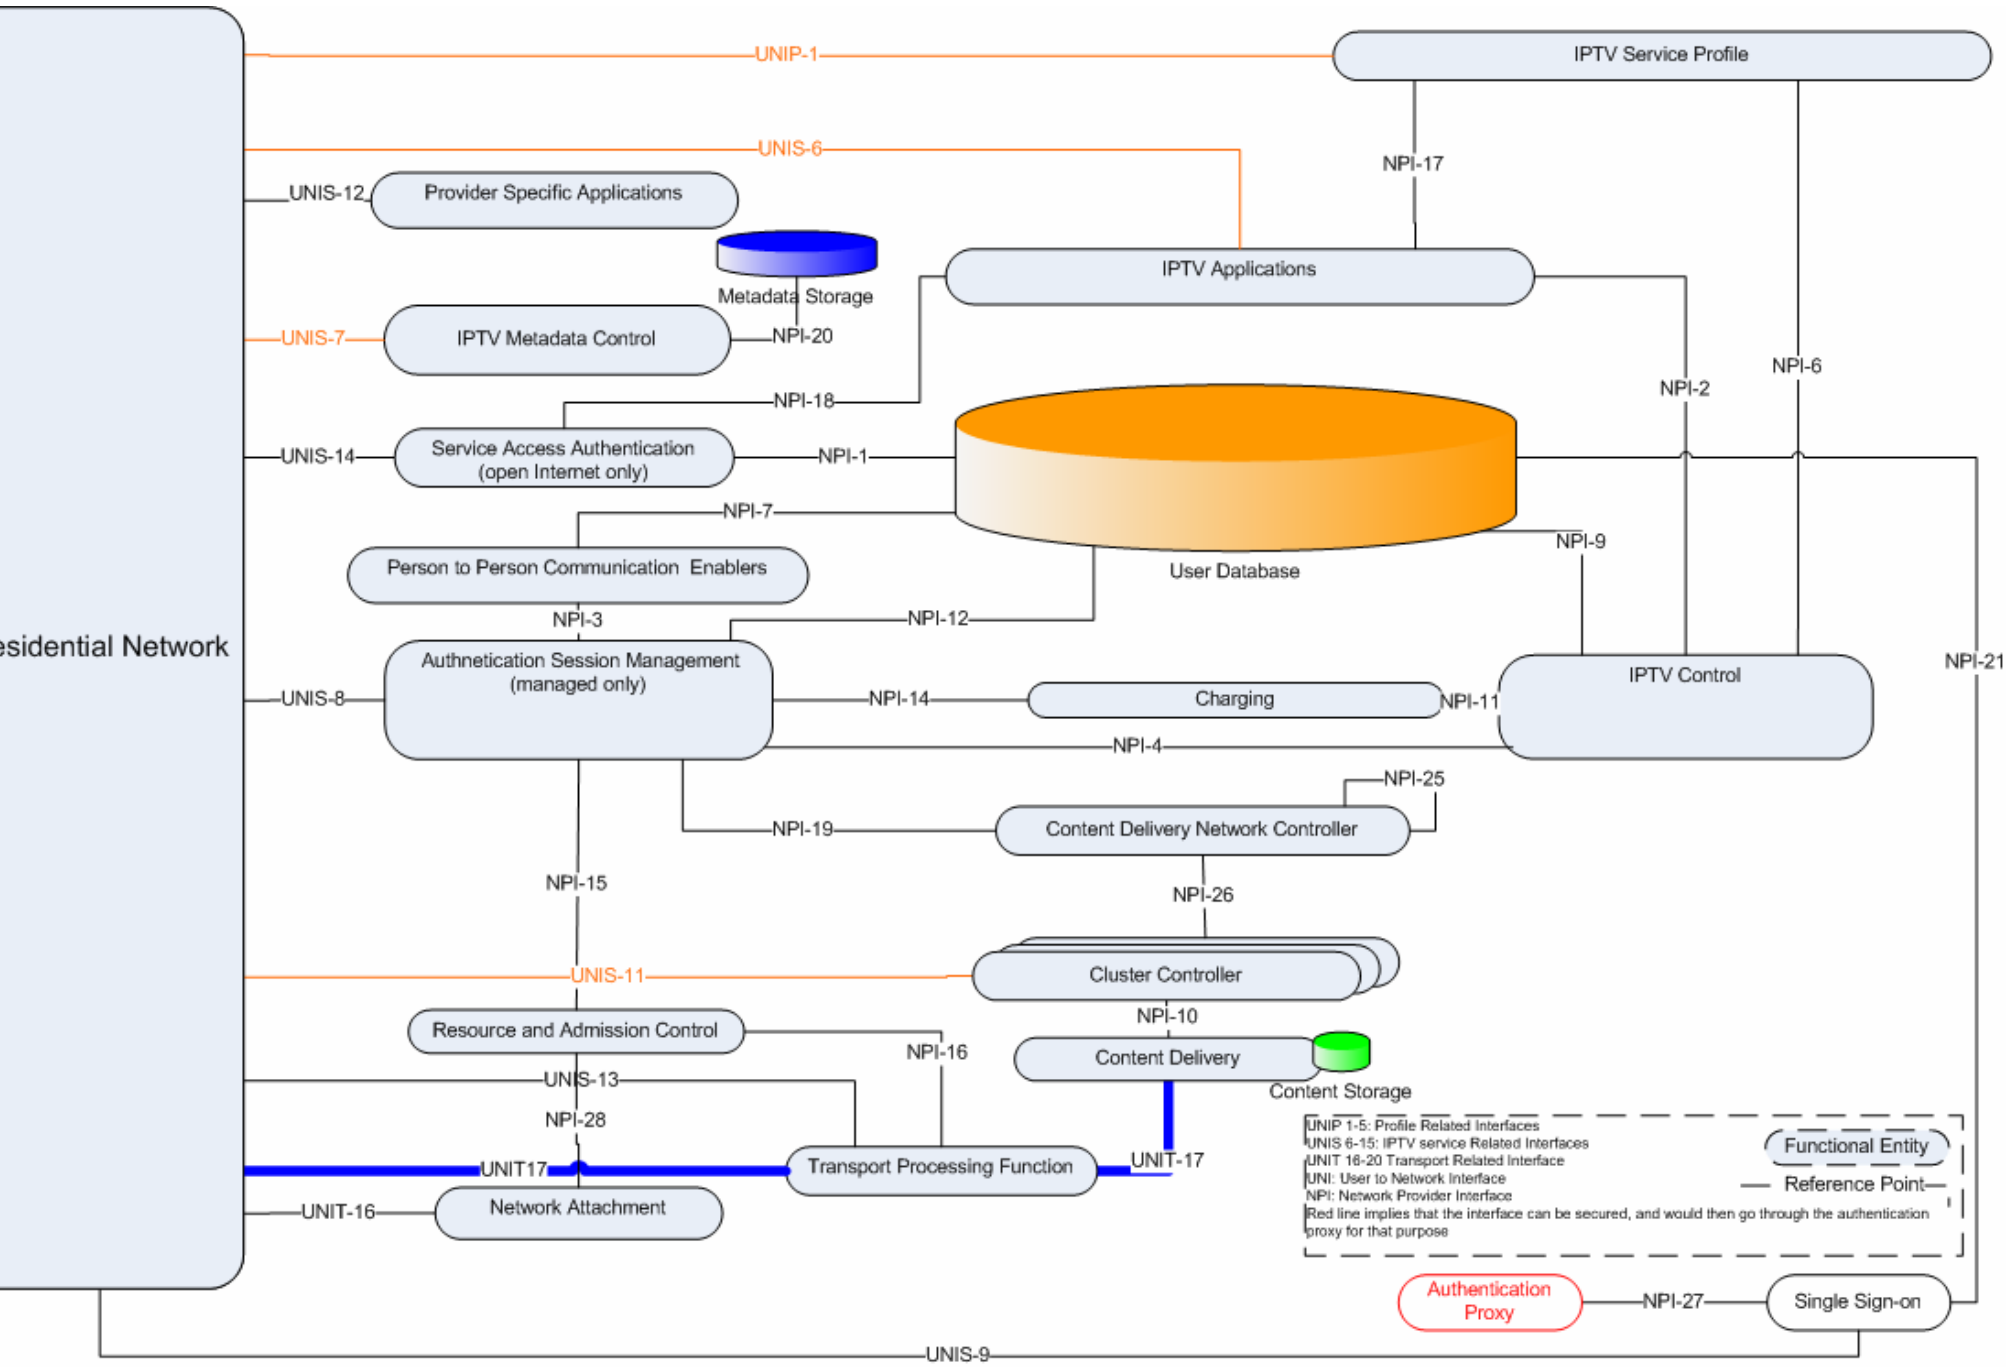 UNIP-1
IPTV Service Profile
UNIS-6
NPI-17
UNIS-12
Provider Specific Applications
IPTV Applications
Metadata Storage
UNIS-7
IPTV Metadata Control
NPI-20
NPI-6
NPI-2
NPI-18
UNIS-14
Service Access Authentication
(open Internet only)
NPI-1
NPI-7
NPI-9
Person to Person Communication Enablers
User Database
NPI-3
NPI-12
esidential Network
Authnetication Session Management
(managed only)
NPI-21
IPTV Control
UNIS-8
NPI-14
Charging
NPI-11
NPI-4
NPI-25
NPI-19
Content Delivery Network Controller
NPI-15
NPI-26
UNIS-11
Cluster Controller
NPI-10
Resource and Admission Control
NPI-16
Content Delivery
UNIS-13
Content Storage
NPI-28
UNIT17
Transport Processing Function
UNIT-17
UNIT-16
Network Attachment
UNIP 1-5: Profile Related Interfaces
UNIS 6-15: IPTV service Related Interfaces
UNIT 16-20 Transport Related Interface
UNI: User to Network Interface
NPI: Network Provider Interface
Red line implies that the interface can be secured, and would then go through the authentication
proxy for that purpose
Functional Entity
Reference Point
Authentication
Proxy
NPI-27
Single Sign-on
UNIS-9